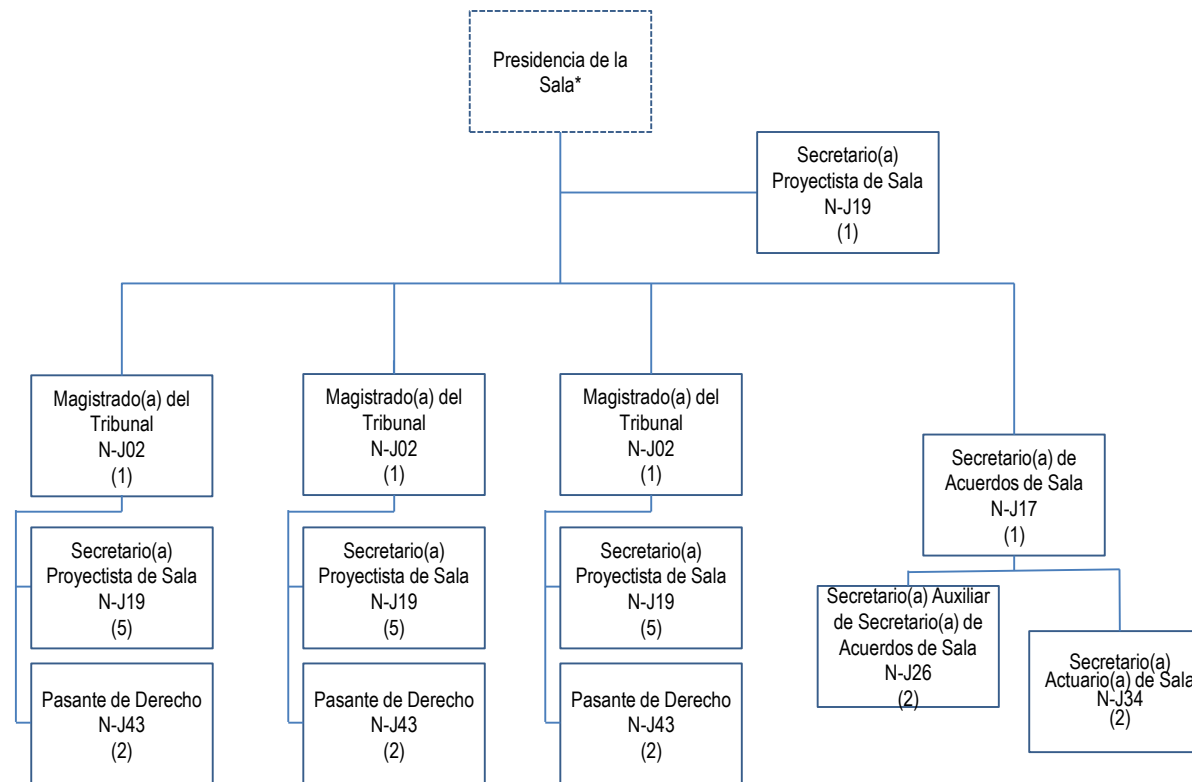 Presidencia de la
Sala*
Secretario(a)
Proyectista de Sala
N-J19
(1)
Magistrado(a) del
Tribunal
N-J02
(1)
Secretario(a)
Proyectista de Sala
N-J19
(5)
Pasante de Derecho
N-J43
(2)
Magistrado(a) del
Tribunal
N-J02
(1)
Secretario(a)
Proyectista de Sala
N-J19
(5)
Pasante de Derecho
N-J43
(2)
Magistrado(a) del
Tribunal
N-J02
(1)
Secretario(a)
Proyectista de Sala
N-J19
(5)
Pasante de Derecho
N-J43
(2)
Secretario(a) de
Acuerdos de Sala
N-J17
(1)
Secretario(a) Auxiliar
de Secretario(a) de
Acuerdos de Sala
N-J26
(2)
Secretario(a)
Actuario(a) de Sala
N-J34
(2)